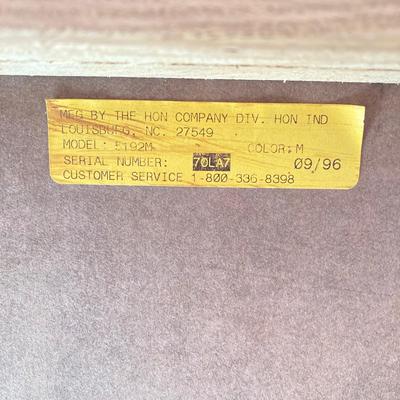 MFG BY THE HON COMPANY DIV. HON IND
LOUISBURG, NC. 27549
MODEL: 5192M COLOR: M
SERIAL NUMBER: 70LA7 09/96
CUSTOMER SERVICE 1-800-336-8398